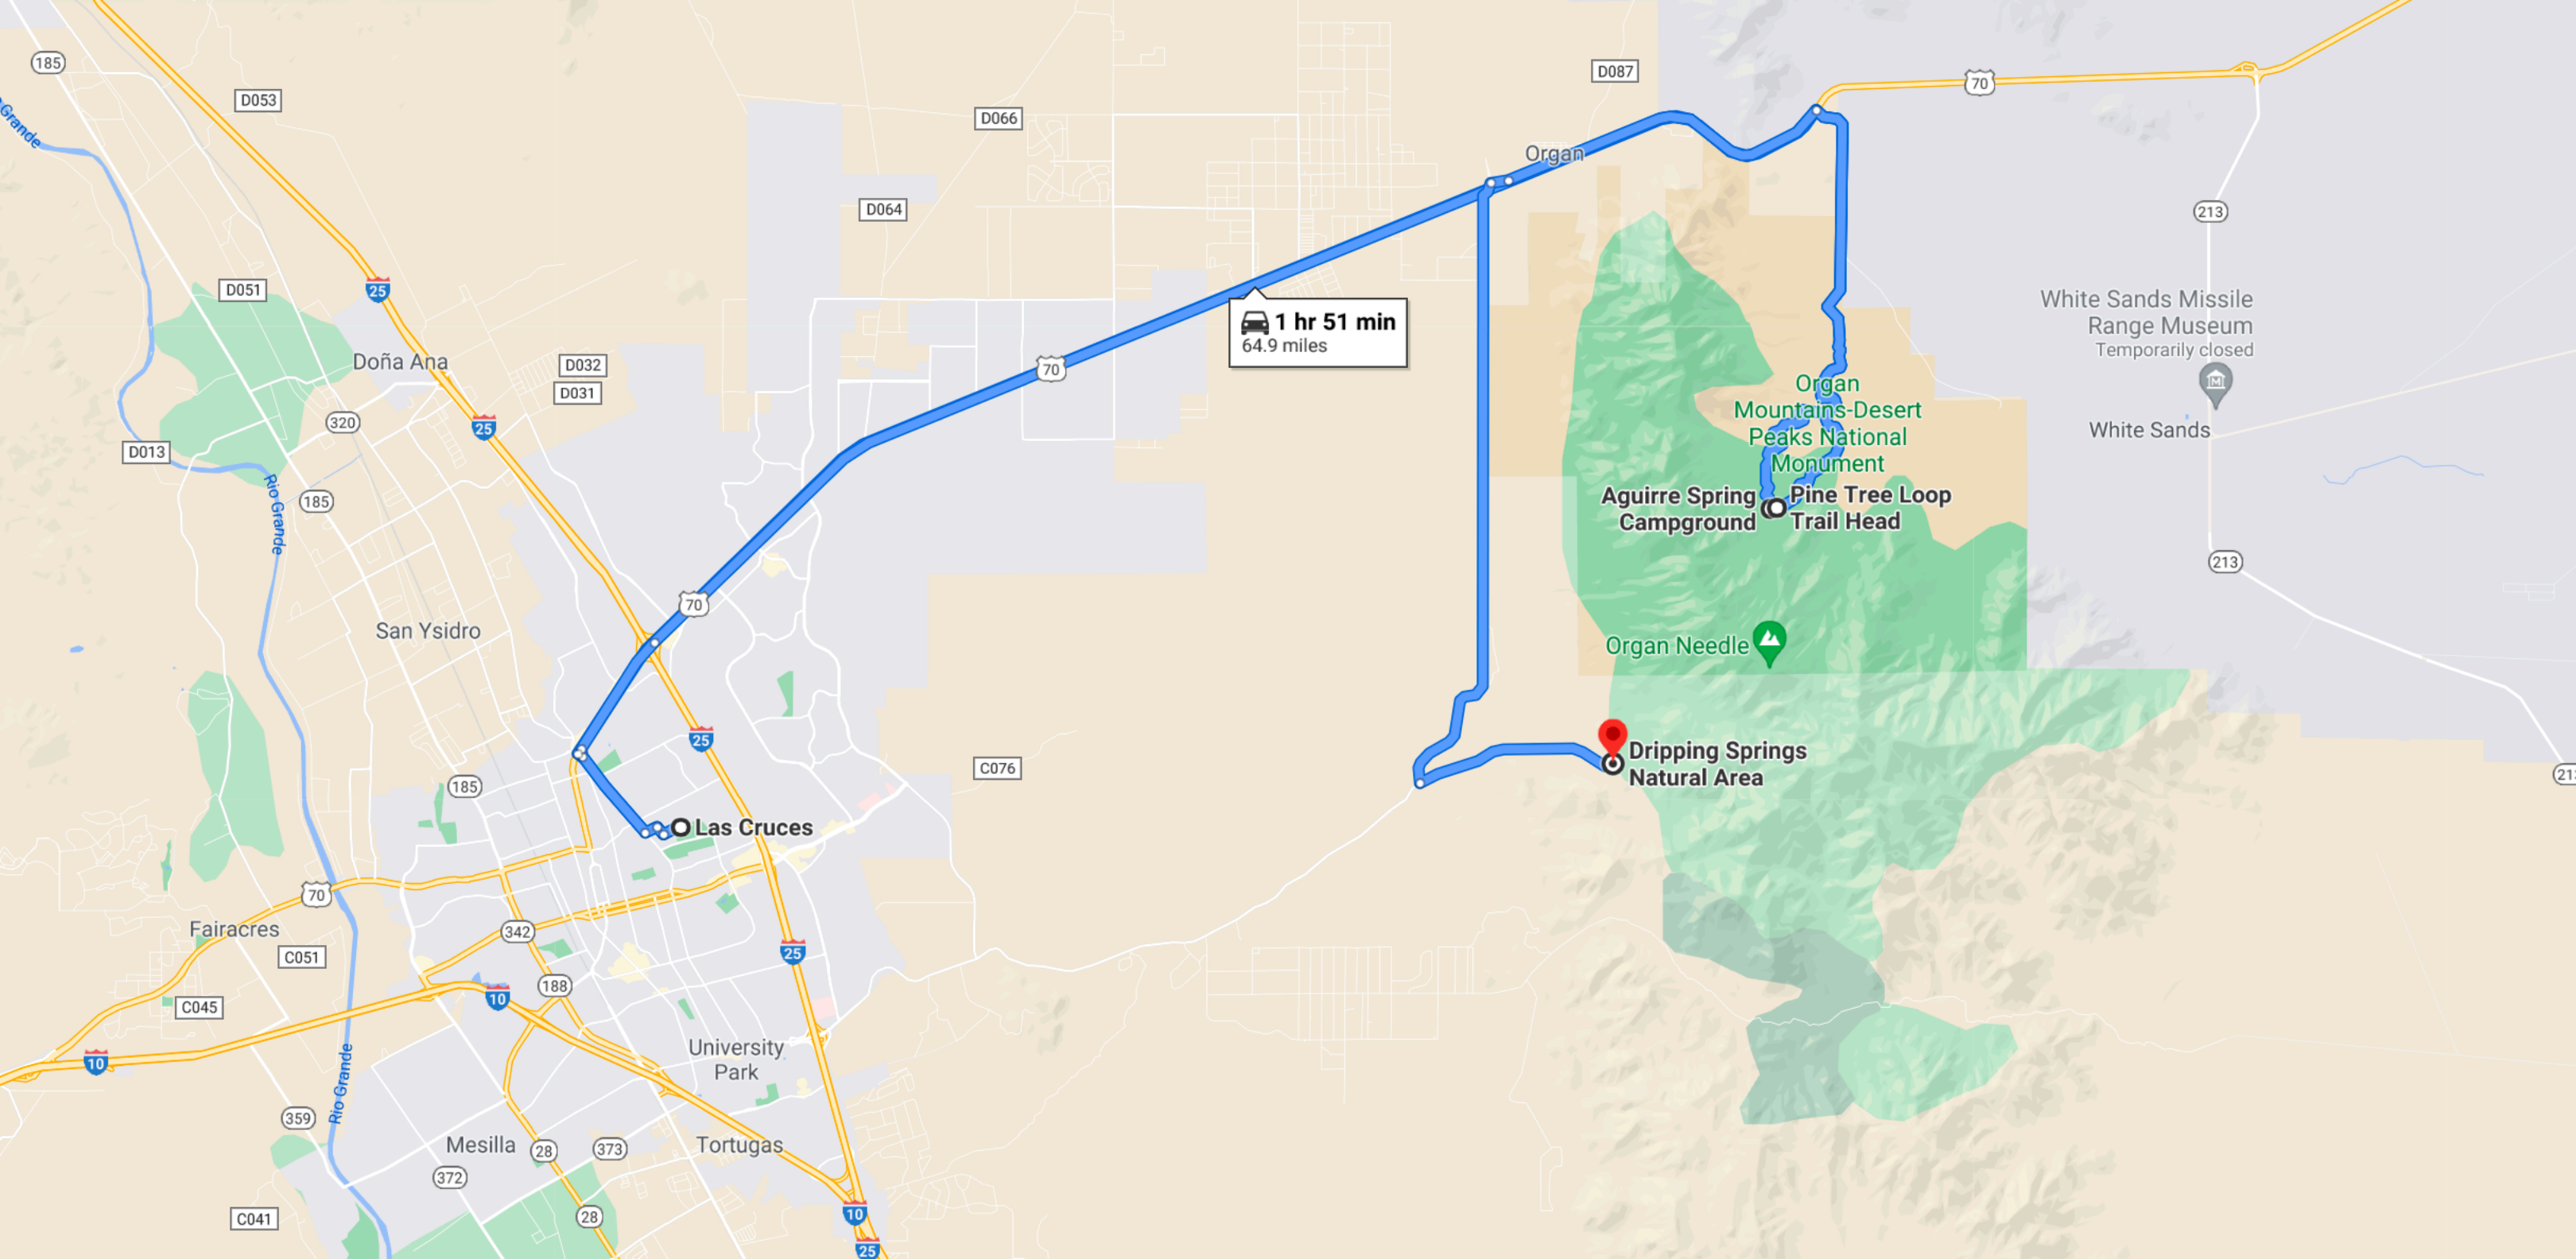 185
D053
D087
70
D066
Grande
Organ
D064
213
D051
25
White Sands Missile
Range Museum
Temporarily closed
1 hr 51 min
64.9 miles
Doña Ana
D032
70
D031
Organ
Mountains-Desert
Peaks National
Monument
320
25
White Sands
D013
185
Rio Grande
Aguirre Spring
Campground
Pine Tree Loop
Trail Head
213
70
San Ysidro
Organ Needle
25
C076
Dripping Springs
Natural Area
213
185
Las Cruces
70
Fairacres
342
C051
25
188
10
C045
University
Park
10
Rio Grande
359
Mesilla
28
373
Tortugas
372
10
C041
28
25